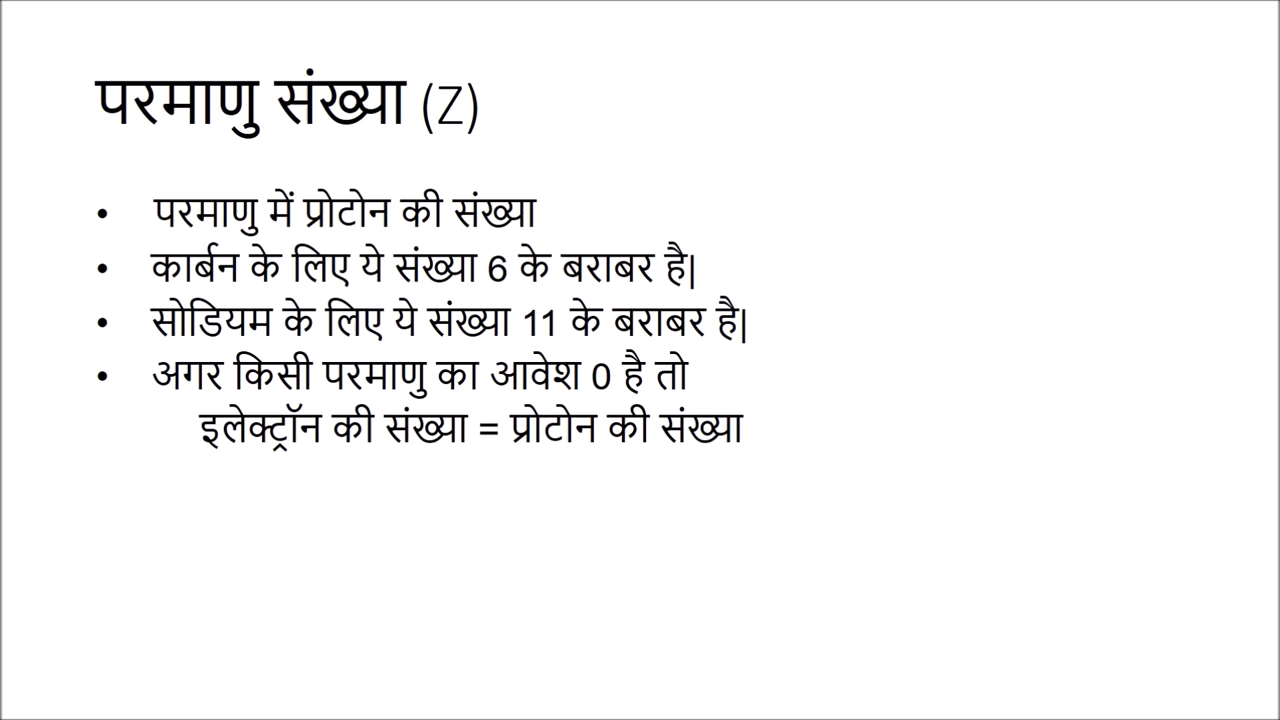 परमाणु संख्या (Z)
• परमाणु में प्रोटोन की संख्या
• कार्बन के लिए ये संख्या 6 के बराबर है|
• सोडियम के लिए ये संख्या 11 के बराबर है|
• अगर किसी परमाणु का आवेश 0 है तो
इलेक्ट्रॉन की संख्या = प्रोटोन की संख्या